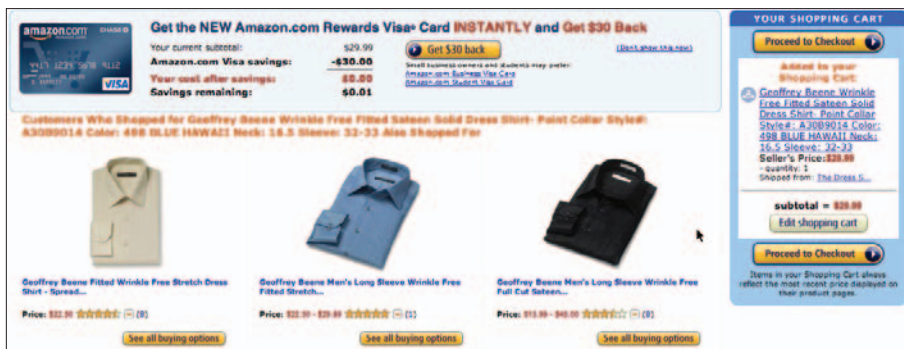 amazon.com
CHASE
VISA
Get the NEW Amazon.com Rewards Visa® Card INSTANTLY and Get $30 Back
Your current subtotal: $29.99
Amazon.com Visa savings: -$30.00
Your cost after savings: $0.00
Savings remaining: $0.01
Get $30 back
Small business owners and students may prefer:
Amazon.com Business Visa Card
Amazon.com Student Visa Card
(Don't show this now)
Customers Who Shopped for Geoffrey Beene Wrinkle Free Fitted Sateen Solid Dress Shirt- Point Collar Style#:
A30B9014 Color: 498 BLUE HAWAII Neck: 16.5 Sleeve: 32-33 Also Shopped For
Geoffrey Beene Fitted Wrinkle Free Stretch Dress
Shirt - Spread...
Price:
See all buying options
Geoffrey Beene Men's Long Sleeve Wrinkle Free
Fitted Stretch...
Price:
(1)
See all buying options
Geoffrey Beene Men's Long Sleeve Wrinkle Free
Full Cut Sateen...
Price:
See all buying options
YOUR SHOPPING CART
Proceed to Checkout
Added to your
Shopping Cart:
Geoffrey Beene Wrinkle
Free Fitted Sateen Solid
Dress Shirt- Point Collar
Style#: A30B9014 Color:
498 BLUE HAWAII Neck:
16.5 Sleeve: 32-33
Seller's Price:
- quantity: 1
Shipped from: The Dress S...
subtotal =
Edit shopping cart
Proceed to Checkout
Items in your Shopping Cart always
reflect the most recent price displayed on
their product pages.